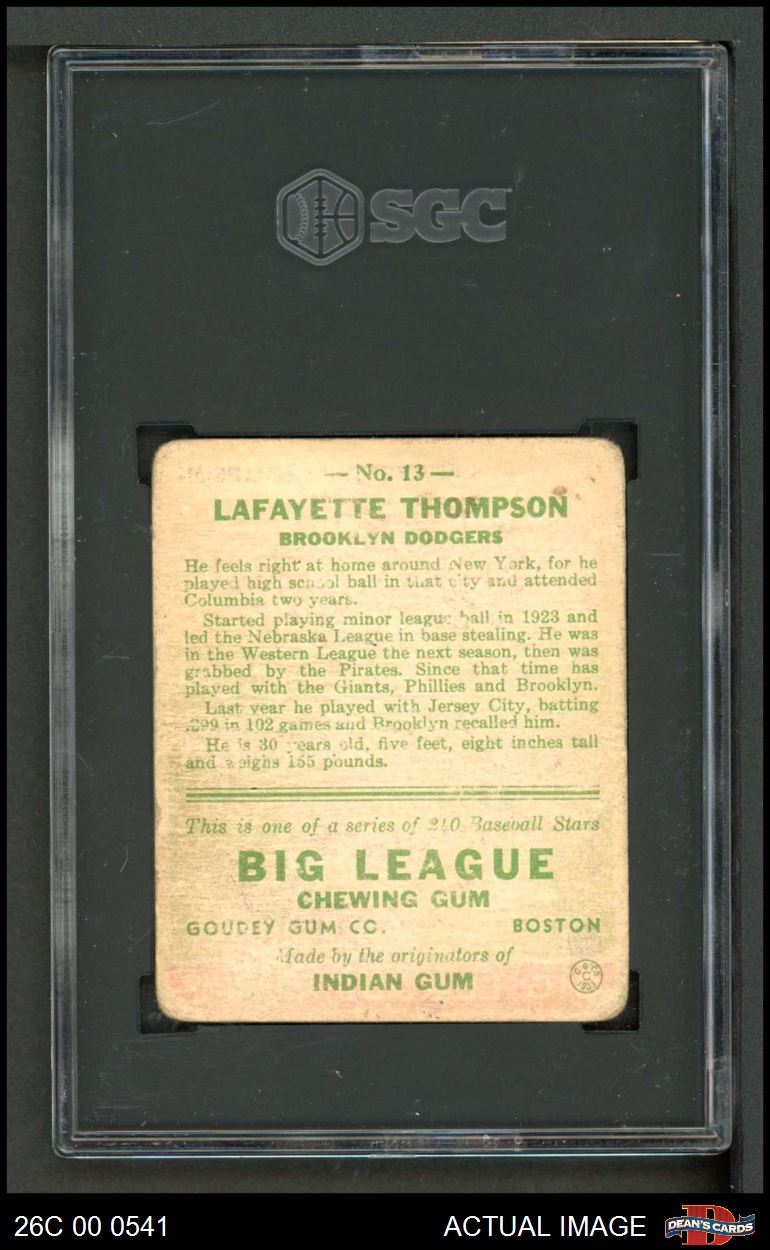 SGC
— No. 13 —
LAFAYETTE THOMPSON
BROOKLYN DODGERS
He feels right at home around New York, for he
played high school ball in that city and attended
Columbia two years.
Started playing minor league ball in 1923 and
led the Nebraska League in base stealing. He was
in the Western League the next season, then was
grabbed by the Pirates. Since that time has
played with the Giants, Phillies and Brooklyn.
Last year he played with Jersey City, batting
.299 in 102 games and Brooklyn recalled him.
He is 30 years old, five feet, eight inches tall
and weighs 155 pounds.
This is one of a series of 240 Baseball Stars
BIG LEAGUE
CHEWING GUM
GOUDEY GUM CO. BOSTON
Made by the originators of
INDIAN GUM
C
1933
26C 00 0541 ACTUAL IMAGE DEAN'S CARDS